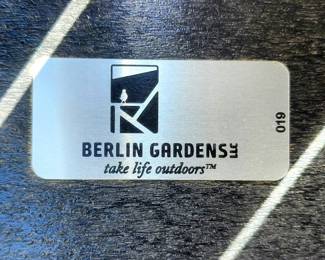 BERLIN GARDENS LLC
take life outdoors™
019